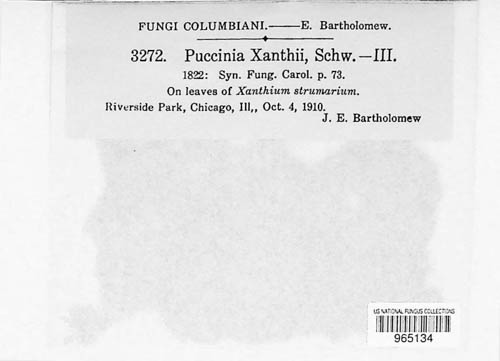 FUNGI COLUMBIANI.——E. Bartholomew.
3272. Puccinia Xanthii, Schw.—III.
1822: Syn. Fung. Carol. p. 73.
On leaves of Xanthium strumarium.
Riverside Park, Chicago, Ill,, Oct. 4, 1910.
J. E. Bartholomew
US NATIONAL FUNGUS COLLECTIONS
965134